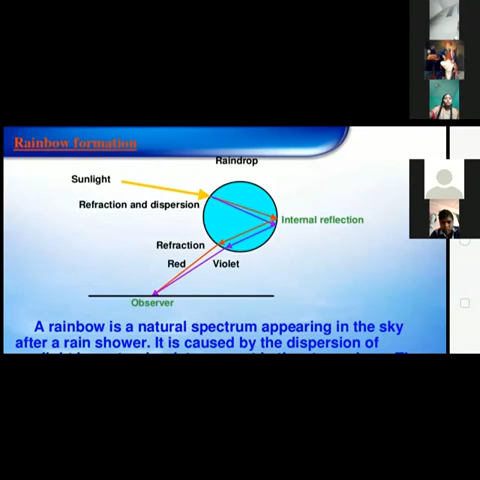 Rainbow formation
Raindrop
Sunlight
Refraction and dispersion
Internal reflection
Refraction
Red
Violet
Observer
A rainbow is a natural spectrum appearing in the sky
after a rain shower. It is caused by the dispersion of